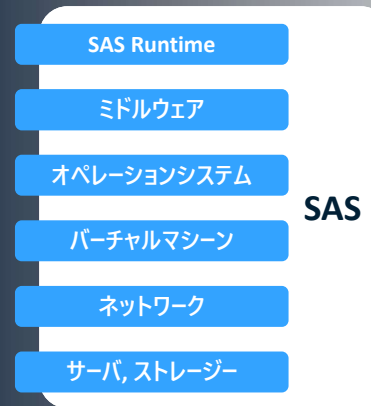 SAS Runtime
ミドルウェア
オペレーションシステム
SAS
バーチャルマシーン
ネットワーク
サーバ, ストレージー